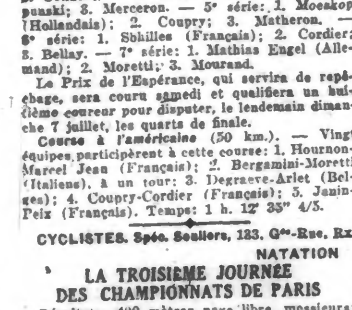 punski; 3. Merceron. — 5e série: 1. Moeskop
(Hollandais); 2. Coupry; 3. Matheron. —
6e série: 1. Sbhilles (Français); 2. Cordier;
3. Bellay. — 7e série: 1. Mathias Engel (Alle-
mand); 2. Moretti; 3. Mourand.
Le Prix de l'Espérance, qui servira de repê-
chage, sera couru samedi et qualifiera un hui-
tième coureur pour disputer, le lendemain diman-
che 7 juillet, les quarts de finale.
Course à l'américaine (50 km.). — Vingt
équipes participèrent à cette course: 1. Hournon-
Marcel Jean (Français); 2. Bergamini-Moretti
(Italiens), à un tour; 3. Degraeve-Arlet (Bel-
ges); 4. Coupry-Cordier (Français); 5. Janin-
Peix (Français). Temps: 1 h. 12' 35" 4/5.
CYCLISTES. Spéc. Souliers, 133, Gde-Rue, Rx
NATATION
LA TROISIEME JOURNÉE
DES CHAMPIONNATS DE PARIS